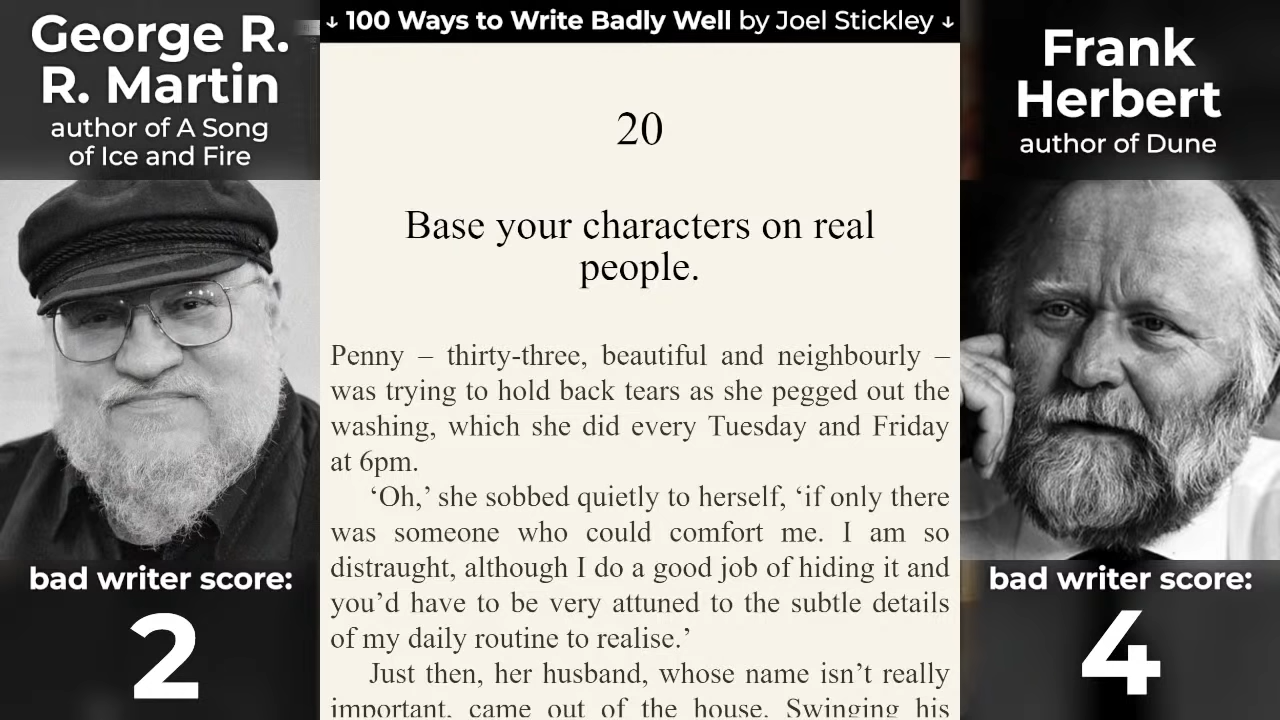 George R.
R. Martin
author of A Song
of Ice and Fire
bad writer score:
2
↓ 100 Ways to Write Badly Well by Joel Stickley ↓
20
Base your characters on real
people.
Penny – thirty-three, beautiful and neighbourly –
was trying to hold back tears as she pegged out the
washing, which she did every Tuesday and Friday
at 6pm.
‘Oh,’ she sobbed quietly to herself, ‘if only there
was someone who could comfort me. I am so
distraught, although I do a good job of hiding it and
you’d have to be very attuned to the subtle details
of my daily routine to realise.’
Just then, her husband, whose name isn’t really
important, came out of the house. Swinging his
Frank
Herbert
author of Dune
bad writer score:
4